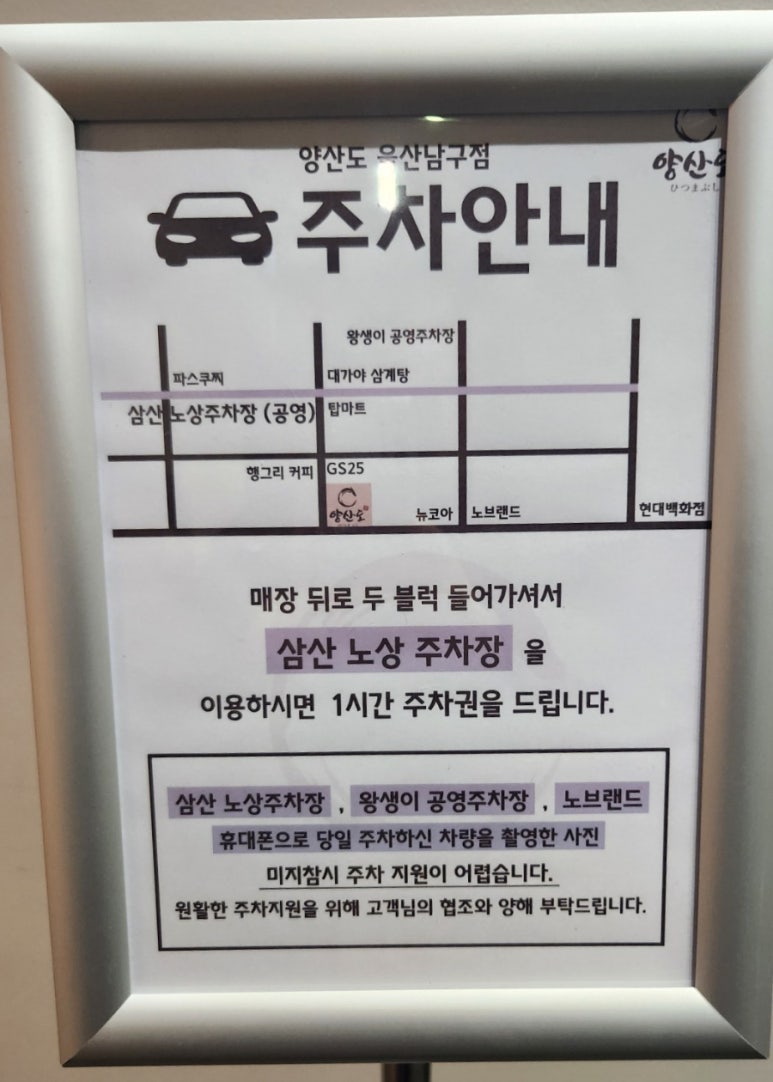 양산도 울산남구점
양산도
ひつまぶし
주차안내
왕생이 공영주차장
파스쿠찌
대가야 삼계탕
삼산 노상주차장 (공영)
탑마트
행그리 커피
GS25
양산도
뉴코아
노브랜드
현대백화점
매장 뒤로 두 블럭 들어가셔서
삼산 노상 주차장 을
이용하시면 1시간 주차권을 드립니다.
삼산 노상주차장 , 왕생이 공영주차장 , 노브랜드
휴대폰으로 당일 주차하신 차량을 촬영한 사진
미지참시 주차 지원이 어렵습니다.
원활한 주차지원을 위해 고객님의 협조와 양해 부탁드립니다.